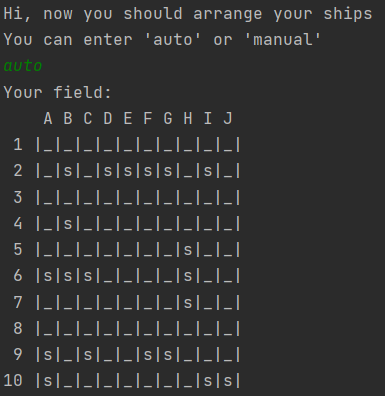 Hi, now you should arrange your ships
You can enter 'auto' or 'manual'
auto
Your field:
   A B C D E F G H I J
 1 |_|_|_|_|_|_|_|_|_|_|
 2 |_|s|_|s|s|s|s|_|s|_|
 3 |_|_|_|_|_|_|_|_|_|_|
 4 |_|s|_|_|_|_|_|_|_|_|
 5 |_|_|_|_|_|_|_|s|_|_|
 6 |s|s|s|_|_|_|_|s|_|_|
 7 |_|_|_|_|_|_|_|s|_|_|
 8 |_|_|_|_|_|_|_|_|_|_|
 9 |s|_|s|_|_|s|s|_|_|_|
10 |s|_|_|_|_|_|_|_|s|s|